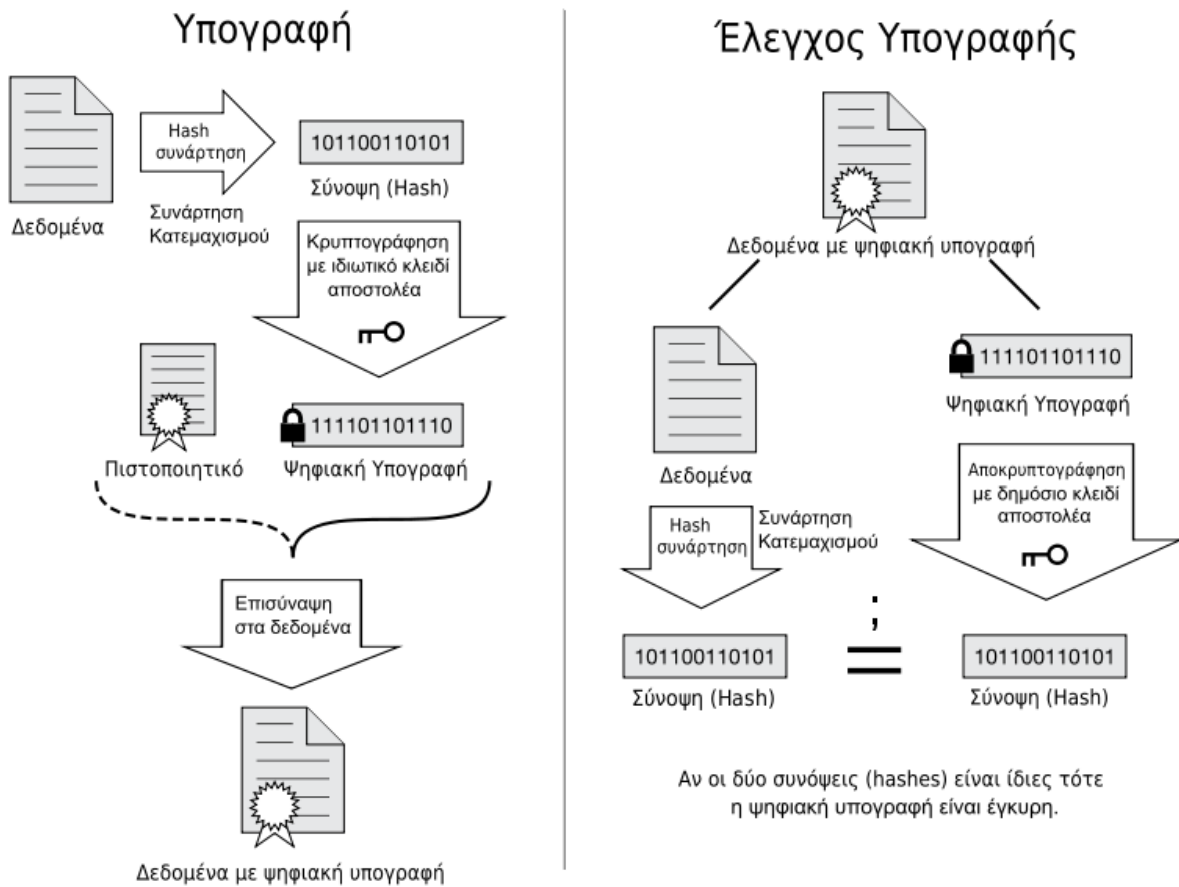 Υπογραφή
Hash
συνάρτηση
101100110101
Σύνοψη (Hash)
Δεδομένα
Συνάρτηση
Κατεμαχισμού
Κρυπτογράφηση
με ιδιωτικό κλειδί
αποστολέα
Πιστοποιητικό
111101101110
Ψηφιακή Υπογραφή
Επισύναψη
στα δεδομένα
Δεδομένα με ψηφιακή υπογραφή
Έλεγχος Υπογραφής
Δεδομένα με ψηφιακή υπογραφή
Δεδομένα
111101101110
Ψηφιακή Υπογραφή
Hash
συνάρτηση
Συνάρτηση
Κατεμαχισμού
Αποκρυπτογράφηση
με δημόσιο κλειδί
αποστολέα
101100110101
Σύνοψη (Hash)
;
=
101100110101
Σύνοψη (Hash)
Αν οι δύο συνόψεις (hashes) είναι ίδιες τότε
η ψηφιακή υπογραφή είναι έγκυρη.